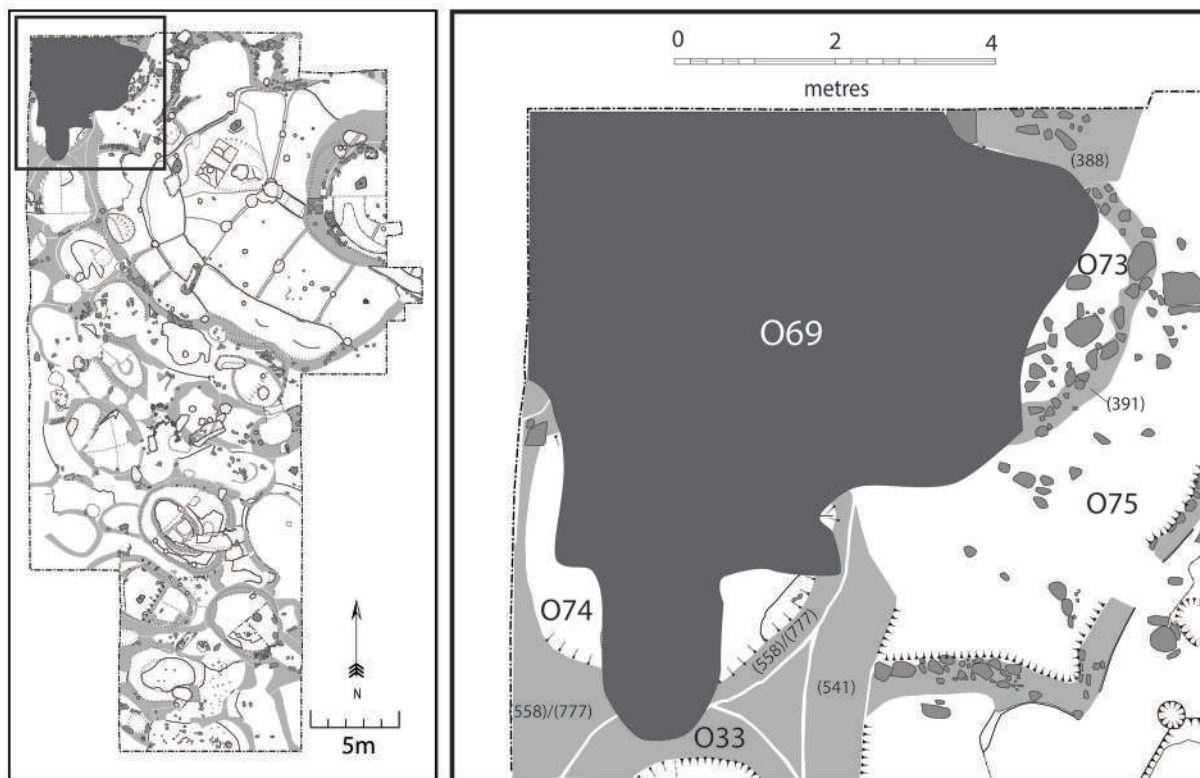 N
5m
0 2 4
metres
(388)
O73
O69
(391)
O75
O74
(558)/(777)
(541)
558)/(777)
O33